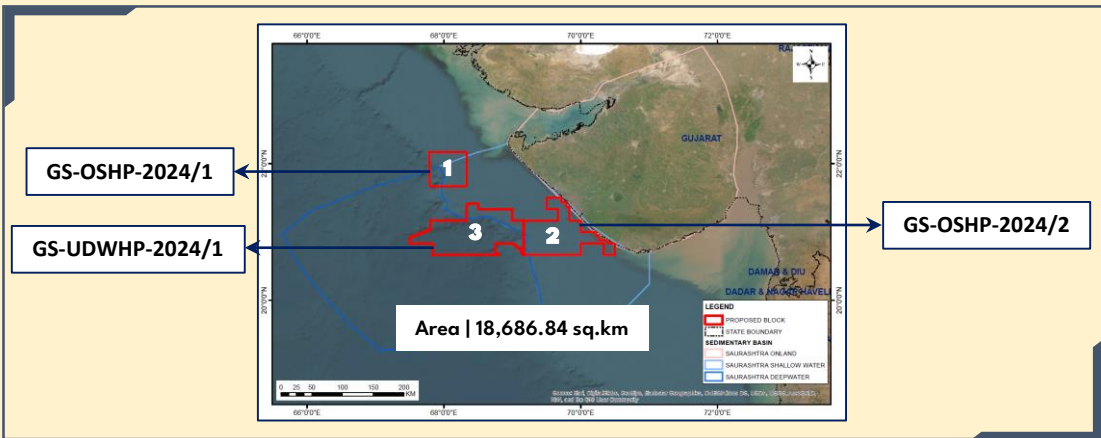 66°0'0"E 68°0'0"E 70°0'0"E 72°0'0"E
GUJARAT
22°0'0"N
22°0'0"N
1
GS-OSHP-2024/1
GS-OSHP-2024/2
3
2
GS-UDWHP-2024/1
DAMAN & DIU
DADAR & NAGAR HAVELI
20°0'0"N
20°0'0"N
Area | 18,686.84 sq.km
LEGEND
PROPOSED BLOCK
STATE BOUNDARY
SEDIMENTARY BASIN
SAURASHTRA ONLAND
SAURASHTRA SHALLOW WATER
SAURASHTRA DEEPWATER
0 25 50 100 150 200
KM
66°0'0"E 68°0'0"E 70°0'0"E 72°0'0"E